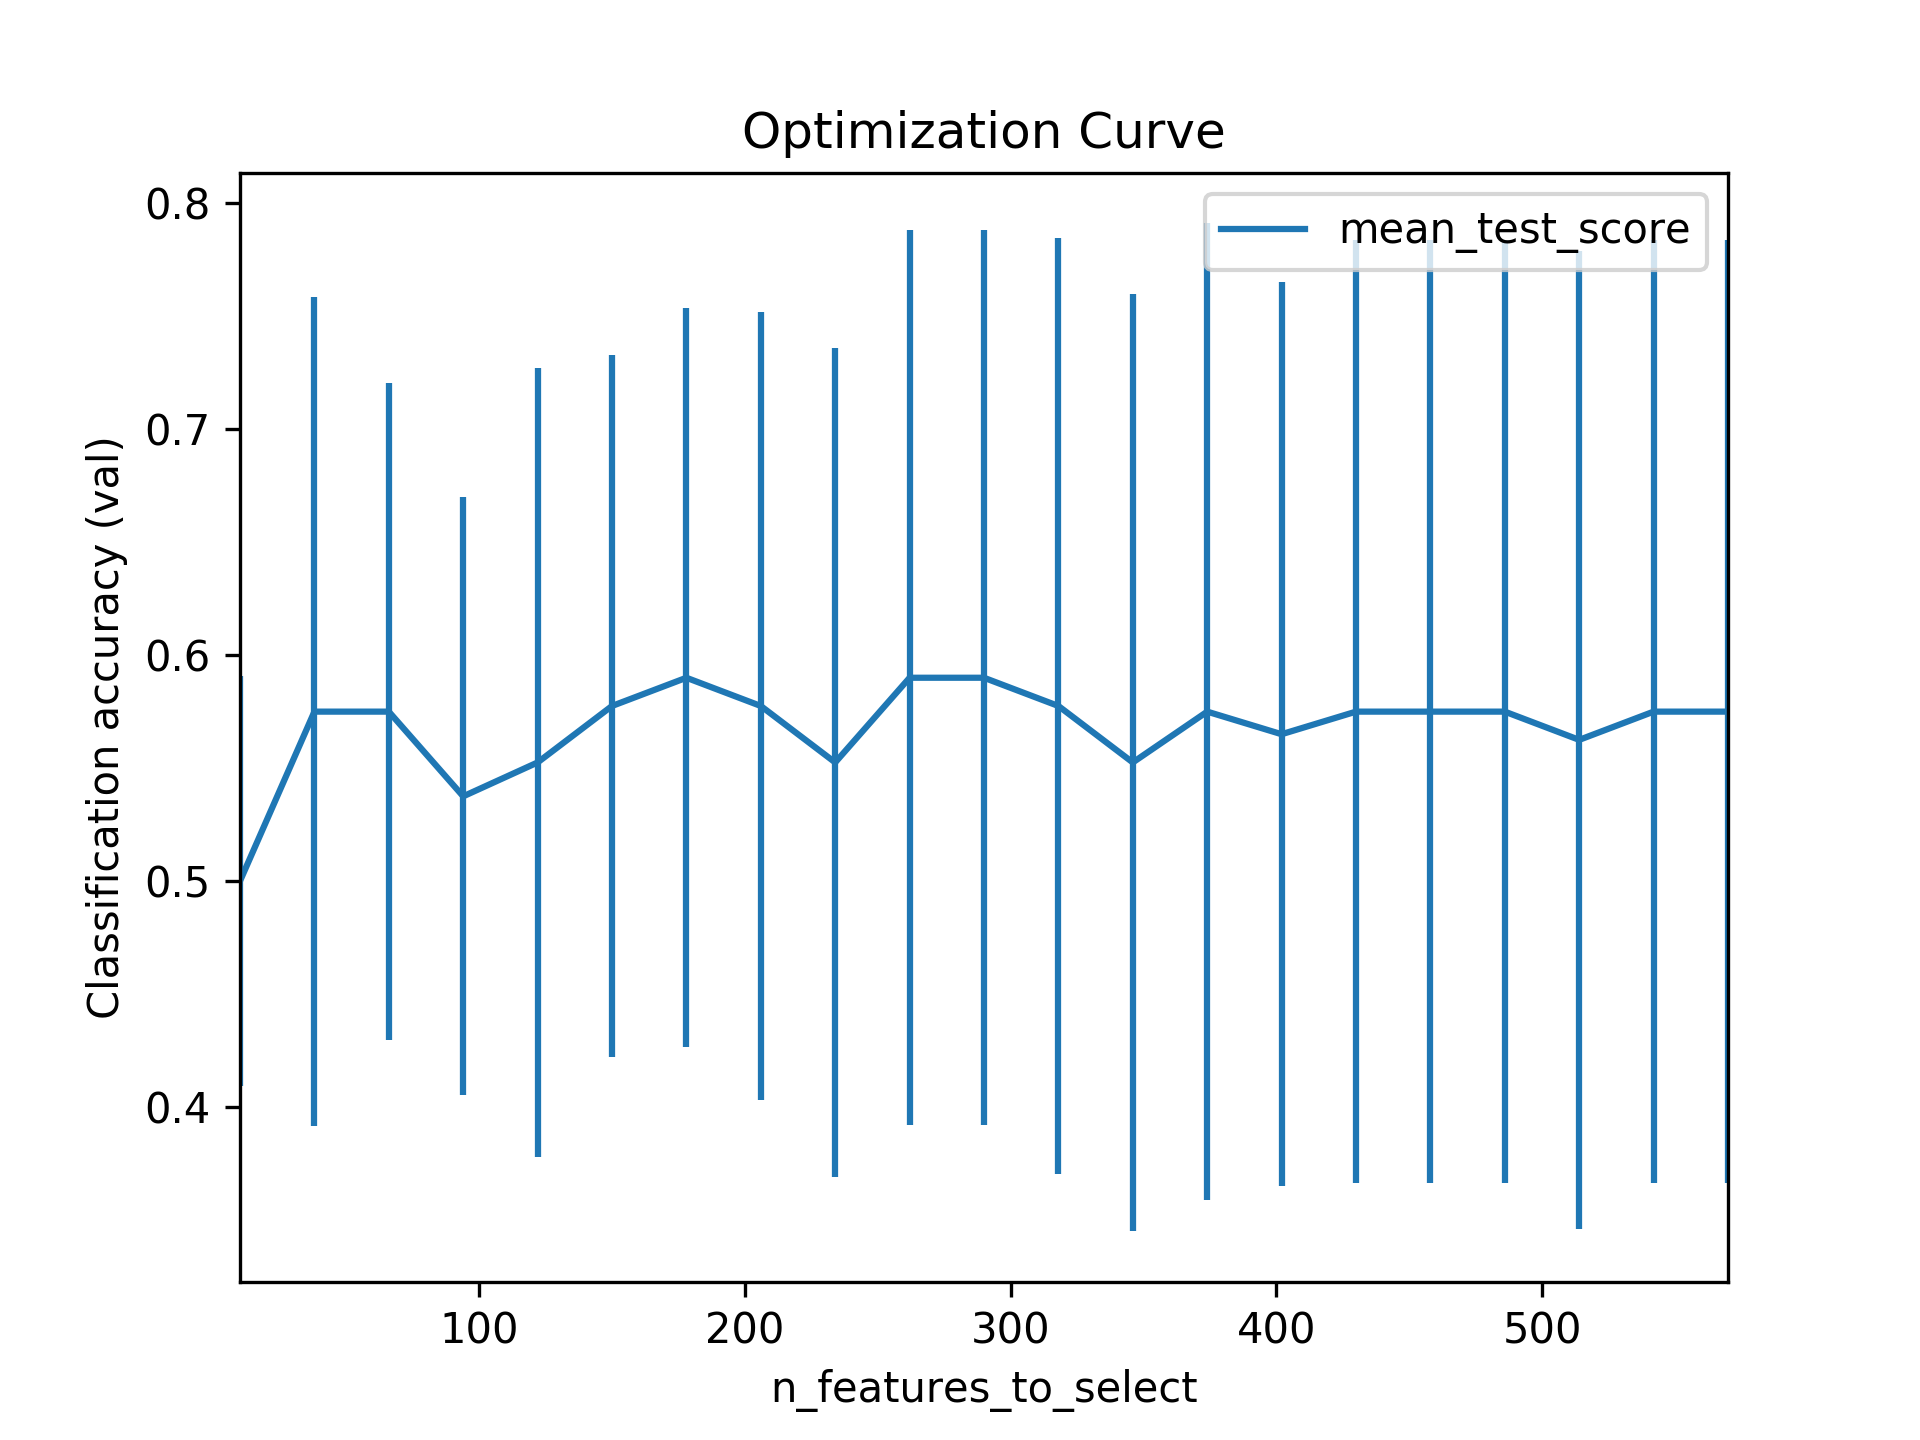 Optimization Curve
mean_test_score
Classification accuracy (val)
0.8
0.7
0.6
0.5
0.4
100 200 300 400 500
n_features_to_select